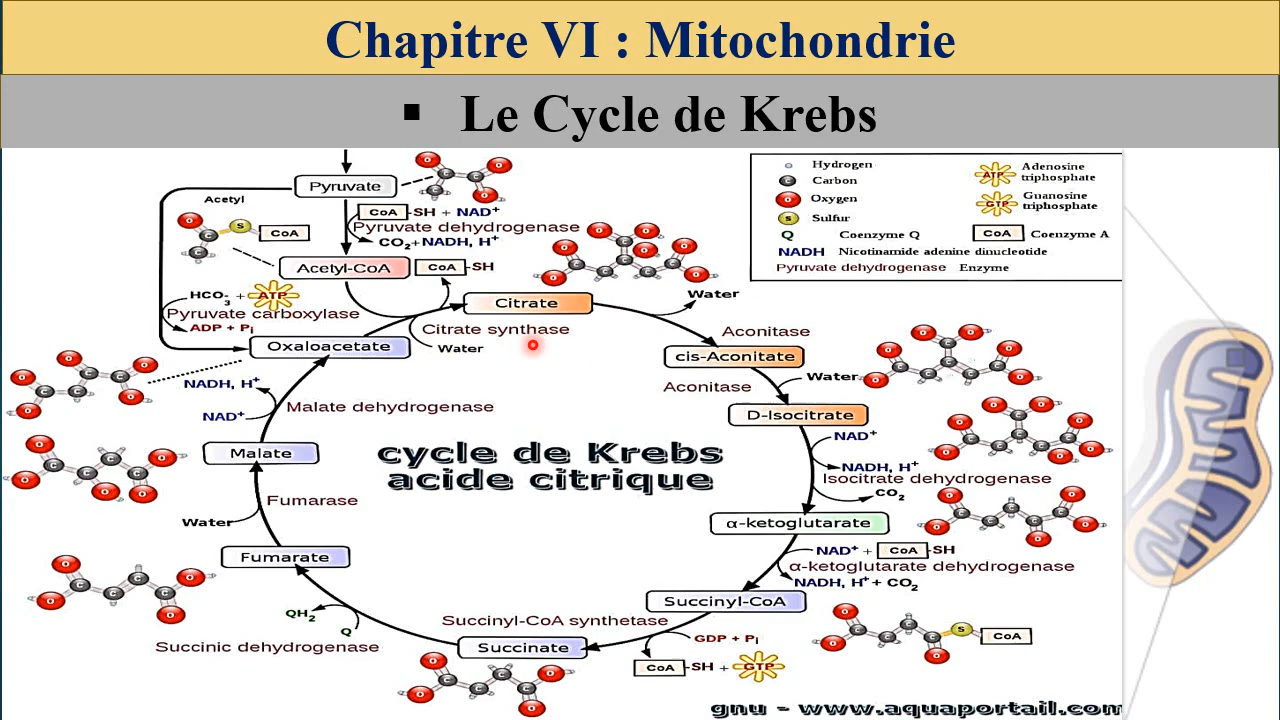 Chapitre VI : Mitochondrie
▪ Le Cycle de Krebs
Pyruvate
Acetyl
CoA-SH + NAD⁺
Pyruvate dehydrogenase
CO₂+NADH, H⁺
S CoA
Acetyl-CoA
CoA-SH
HCO₃⁻ + ATP
Pyruvate carboxylase
ADP + Pi
Citrate
Citrate synthase
Water
Oxaloacetate
Water
Aconitase
cis-Aconitate
Water
Aconitase
D-Isocitrate
NAD⁺
NADH, H⁺
Isocitrate dehydrogenase
CO₂
α-ketoglutarate
NAD⁺ + CoA-SH
α-ketoglutarate dehydrogenase
NADH, H⁺ + CO₂
Succinyl-CoA
S CoA
Succinyl-CoA synthetase
GDP + Pi
CoA-SH + GTP
Succinate
QH₂
Q
Succinic dehydrogenase
Fumarate
Water
Fumarase
Malate
Malate dehydrogenase
NAD⁺
NADH, H⁺
cycle de Krebs
acide citrique
Hydrogen
C Carbon
O Oxygen
S Sulfur
Q Coenzyme Q
NADH Nicotinamide adenine dinucleotide
Pyruvate dehydrogenase Enzyme
ATP Adenosine
triphosphate
GTP Guanosine
triphosphate
CoA Coenzyme A
gnu - www.aquaportail.com